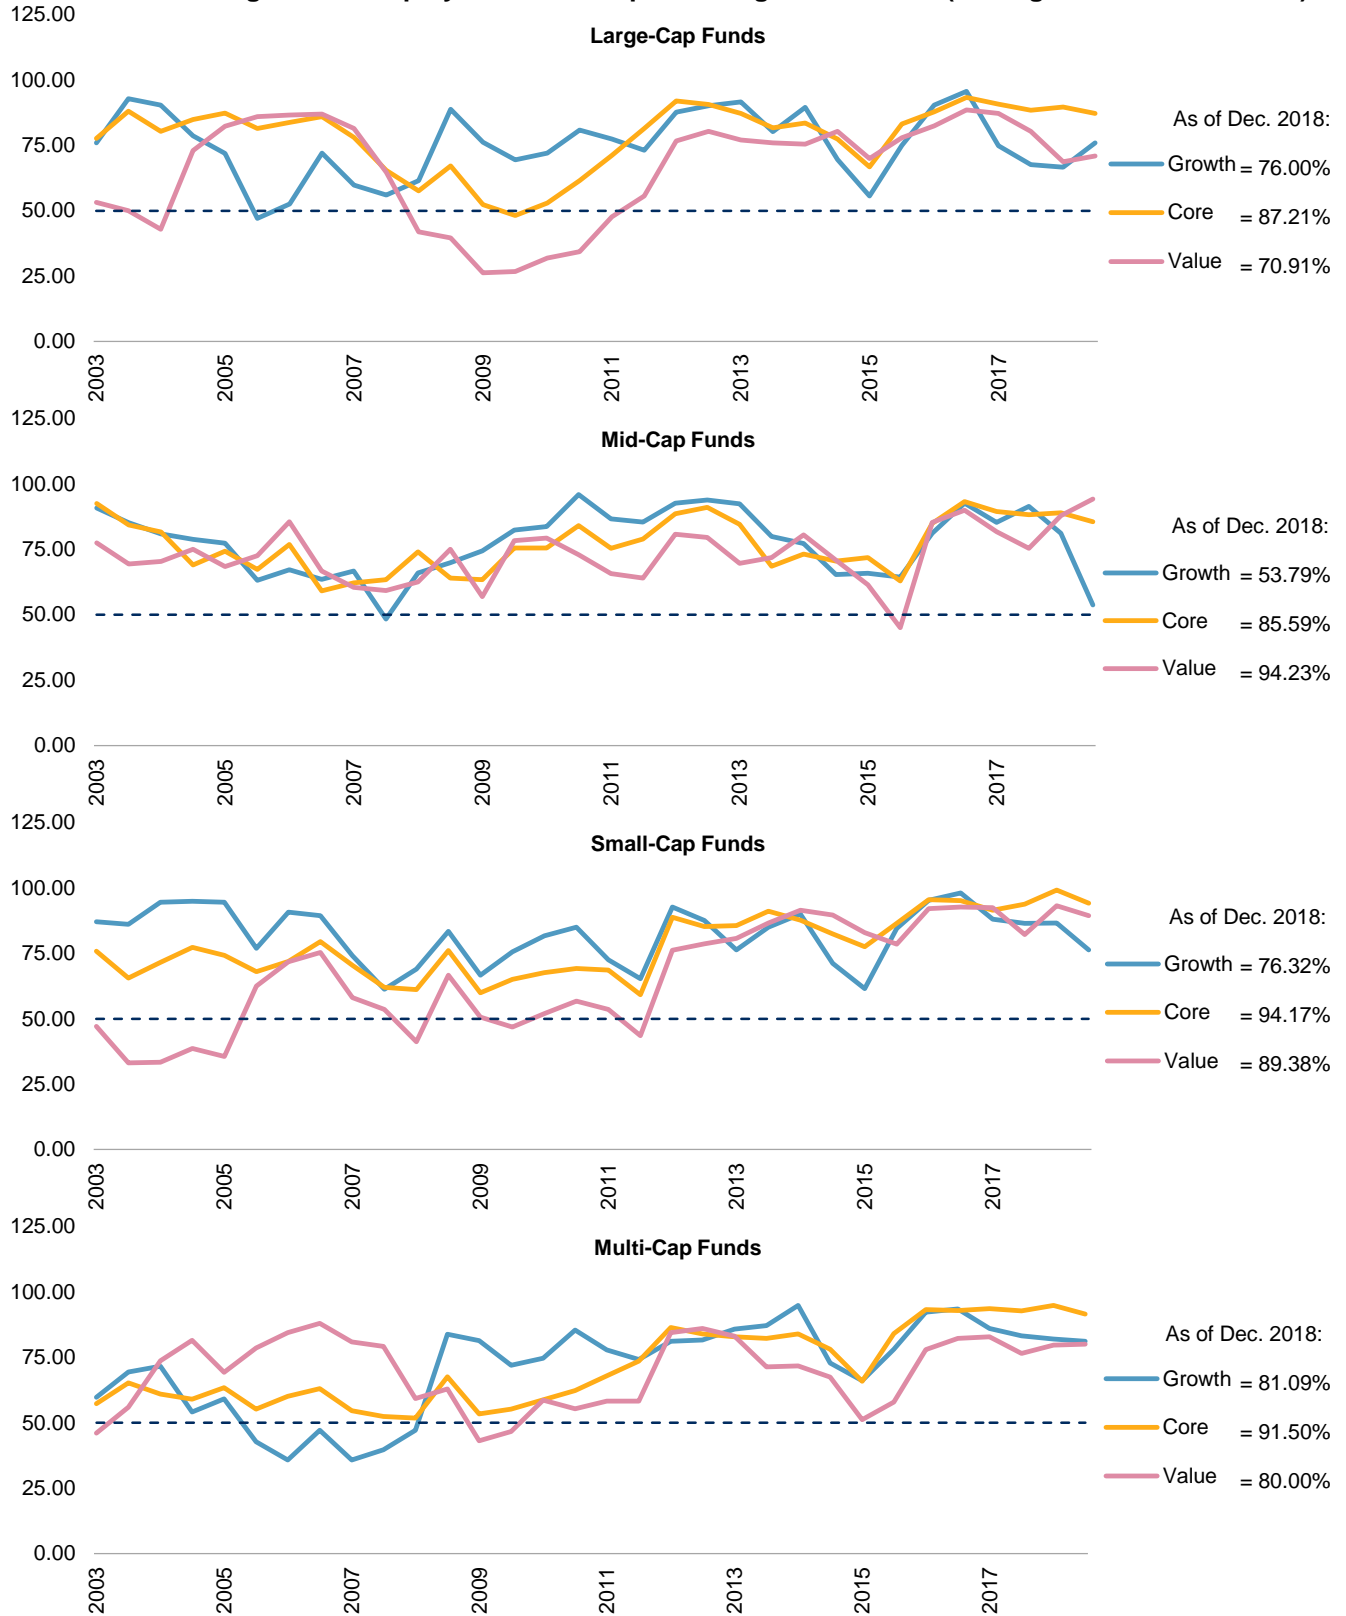 125.00
Large-Cap Funds
100.00
75.00
50.00
25.00
0.00
2003
2005
2007
2009
2011
2013
2015
2017
As of Dec. 2018:
Growth = 76.00%
Core = 87.21%
Value = 70.91%
125.00
Mid-Cap Funds
100.00
75.00
50.00
25.00
0.00
2003
2005
2007
2009
2011
2013
2015
2017
As of Dec. 2018:
Growth = 53.79%
Core = 85.59%
Value = 94.23%
125.00
Small-Cap Funds
100.00
75.00
50.00
25.00
0.00
2003
2005
2007
2009
2011
2013
2015
2017
As of Dec. 2018:
Growth = 76.32%
Core = 94.17%
Value = 89.38%
125.00
Multi-Cap Funds
100.00
75.00
50.00
25.00
0.00
2003
2005
2007
2009
2011
2013
2015
2017
As of Dec. 2018:
Growth = 81.09%
Core = 91.50%
Value = 80.00%